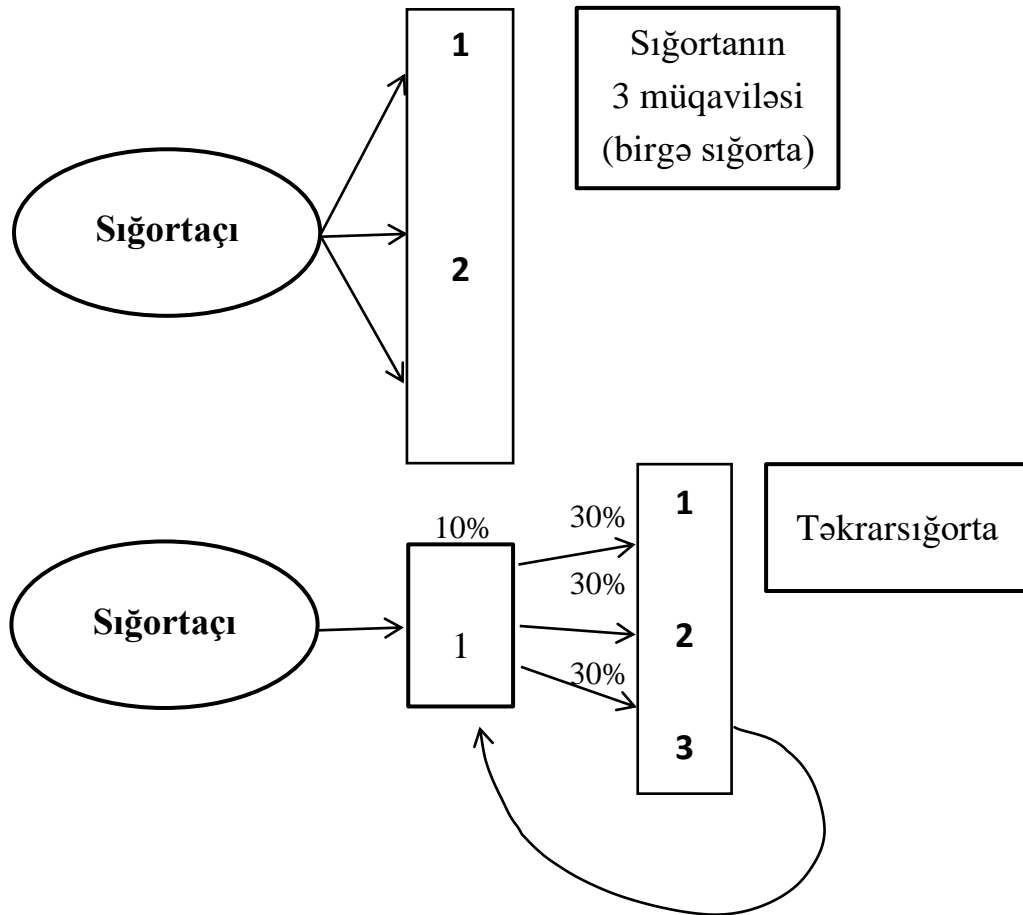 1
Sığortanın
3 müqaviləsi
(birgə sığorta)
Sığortaçı
2
10%
30%
1
Təkrarsığorta
30%
Sığortaçı
1
2
30%
3